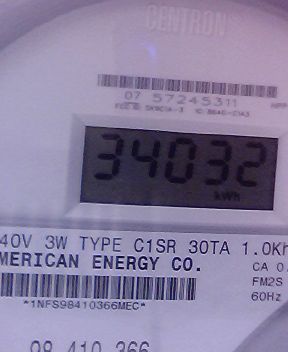 CENTRON
07 57245311
34032
kWh
40V 3W TYPE C1SR 30TA 1.0Kh
MERICAN ENERGY CO.
CA 0.
FM2S
60Hz
*1NFS98410366MEC*
98 410 366